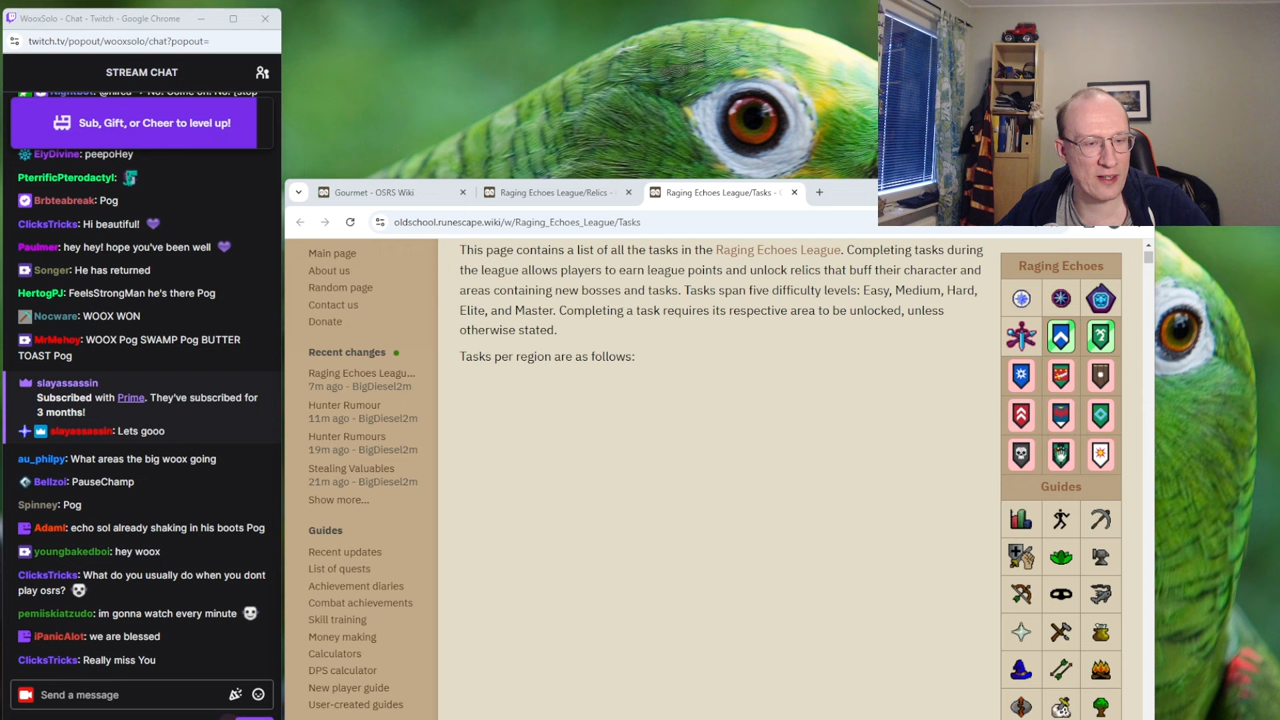 WooxSolo - Chat - Twitch - Google Chrome
twitch.tv/popout/wooxsolo/chat?popout=
STREAM CHAT
Sub, Gift, or Cheer to level up!
ElyDivine: peepoHey
PterrificPterodactyl:
Brbteabreak: Pog
ClicksTricks: Hi beautiful!
Paulmer: hey hey! hope you've been well
Songer: He has returned
HertogPJ: FeelsStrongMan he's there Pog
Nocware: WOOX WON
MrMehoy: WOOX Pog SWAMP Pog BUTTER
TOAST Pog
slayassassin
Subscribed with Prime. They've subscribed for
3 months!
slayassassin: Lets gooo
au_philpy: What areas the big woox going
Bellzoi: PauseChamp
Spinney: Pog
Adami: echo sol already shaking in his boots Pog
youngbakedboi: hey woox
ClicksTricks: What do you usually do when you dont
play osrs?
pemiiskiatzudo: im gonna watch every minute
iPanicAlot: we are blessed
ClicksTricks: Really miss You
Send a message
Gourmet - OSRS Wiki
Raging Echoes League/Relics -
Raging Echoes League/Tasks -
oldschool.runescape.wiki/w/Raging_Echoes_League/Tasks
Main page
About us
Random page
Contact us
Donate
Recent changes
Raging Echoes Leagu...
7m ago - BigDiesel2m
Hunter Rumour
11m ago - BigDiesel2m
Hunter Rumours
19m ago - BigDiesel2m
Stealing Valuables
21m ago - BigDiesel2m
Show more...
Guides
Recent updates
List of quests
Achievement diaries
Combat achievements
Skill training
Money making
Calculators
DPS calculator
New player guide
User-created guides
This page contains a list of all the tasks in the Raging Echoes League. Completing tasks during
the league allows players to earn league points and unlock relics that buff their character and
areas containing new bosses and tasks. Tasks span five difficulty levels: Easy, Medium, Hard,
Elite, and Master. Completing a task requires its respective area to be unlocked, unless
otherwise stated.
Tasks per region are as follows:
Raging Echoes
Guides